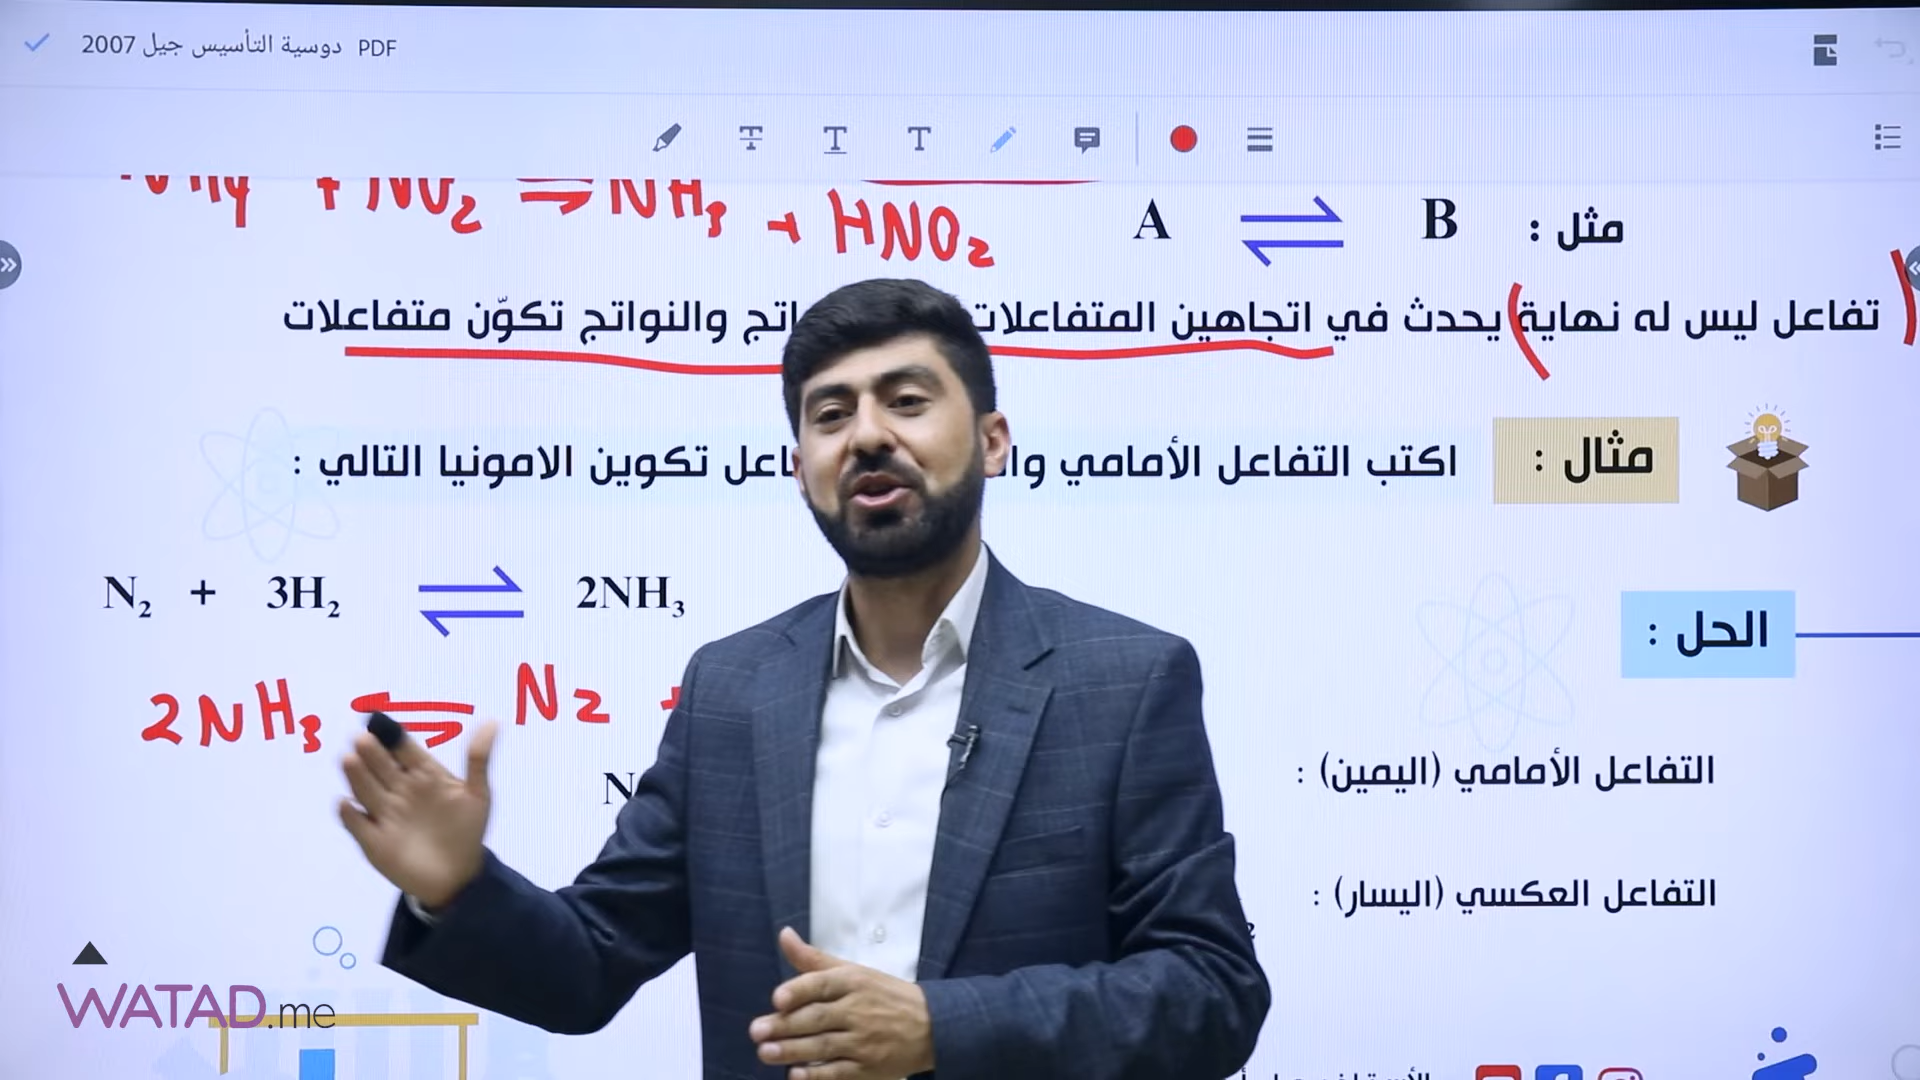 دوسية التأسيس جيل 2007 PDF
+ NO₂ ⇌ NH₃ + HNO₂
مثل : A ⇌ B
تفاعل ليس له نهاية يحدث في اتجاهين المتفاعلات والنواتج تكوّن متفاعلات
مثال : اكتب التفاعل الأمامي تكوين الامونيا التالي :
N₂ + 3H₂ ⇌ 2NH₃
الحل :
2NH₃ ⇌ N₂ +
التفاعل الأمامي (اليمين) : N
التفاعل العكسي (اليسار) :
WATAD.me